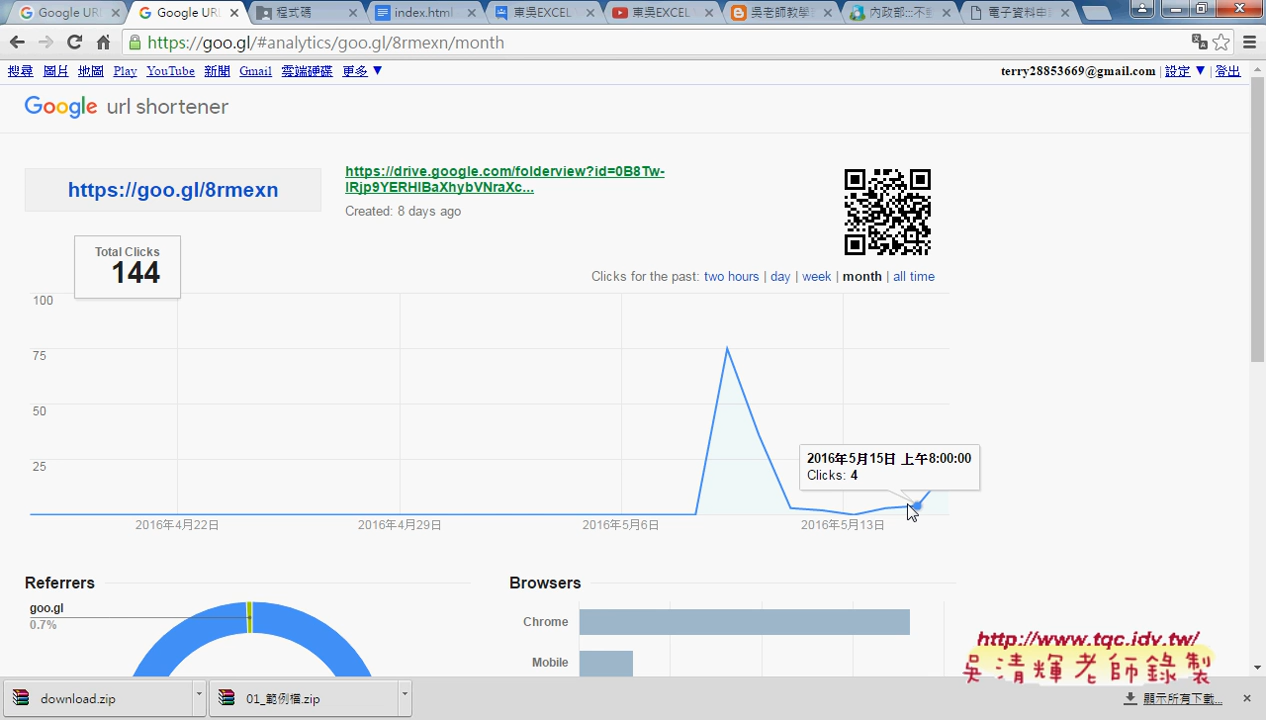 Google UR
Google UR
程式碼
index.html
東吳EXCEL
東吳EXCEL
吳老師教學
內政部:::不
電子資料申
https://goo.gl/#analytics/goo.gl/8rmexn/month
搜尋 圖片 地圖 Play YouTube 新聞 Gmail 雲端硬碟 更多 ▼
terry28853669@gmail.com | 設定 ▼ | 登出
Google url shortener
https://goo.gl/8rmexn
https://drive.google.com/folderview?id=0B8Tw-
lRjp9YERHlBaXhybVNraXc...
Created: 8 days ago
Total Clicks
144
Clicks for the past: two hours | day | week | month | all time
100
75
50
25
2016年5月15日 上午8:00:00
Clicks: 4
2016年4月22日
2016年4月29日
2016年5月6日
2016年5月13日
Referrers
goo.gl
0.7%
Browsers
Chrome
Mobile
http://www.tqc.idv.tw/
吳清輝老師錄製
download.zip
01_範例檔.zip
顯示所有下載...